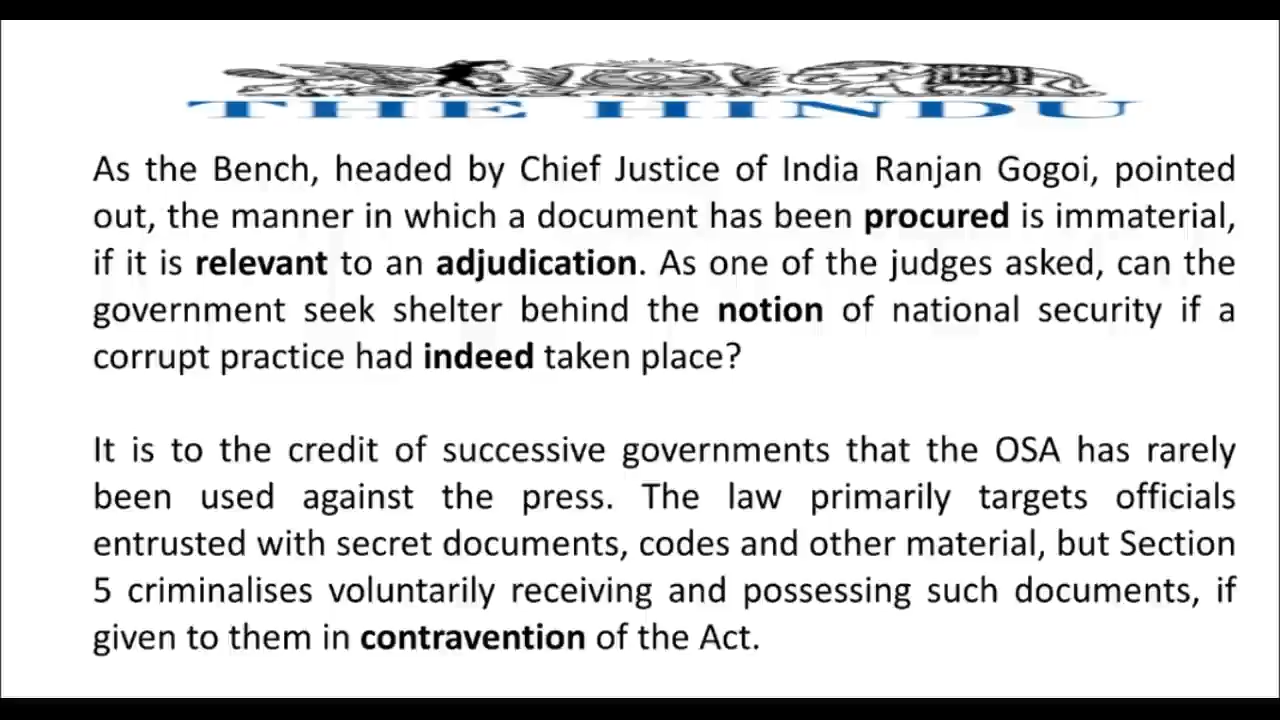 THE HINDU
As the Bench, headed by Chief Justice of India Ranjan Gogoi, pointed
out, the manner in which a document has been procured is immaterial,
if it is relevant to an adjudication. As one of the judges asked, can the
government seek shelter behind the notion of national security if a
corrupt practice had indeed taken place?
It is to the credit of successive governments that the OSA has rarely
been used against the press. The law primarily targets officials
entrusted with secret documents, codes and other material, but Section
5 criminalises voluntarily receiving and possessing such documents, if
given to them in contravention of the Act.